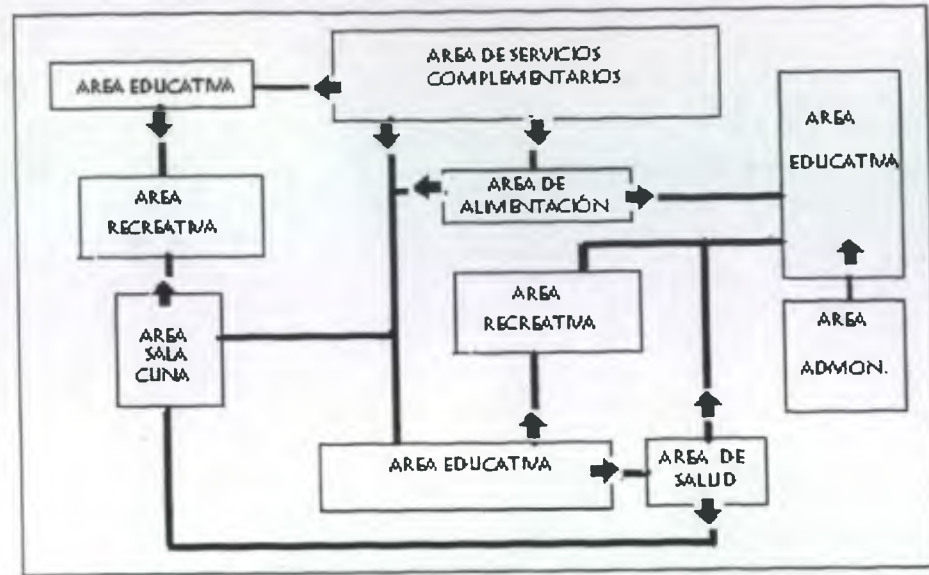 AREA DE SERVICIOS
COMPLEMENTARIOS
AREA EDUCATIVA
AREA
EDUCATIVA
AREA DE
ALIMENTACIÓN
AREA
RECREATIVA
AREA
RECREATIVA
AREA
SALA
CUNA
AREA
ADMON.
AREA EDUCATIVA
AREA DE
SALUD